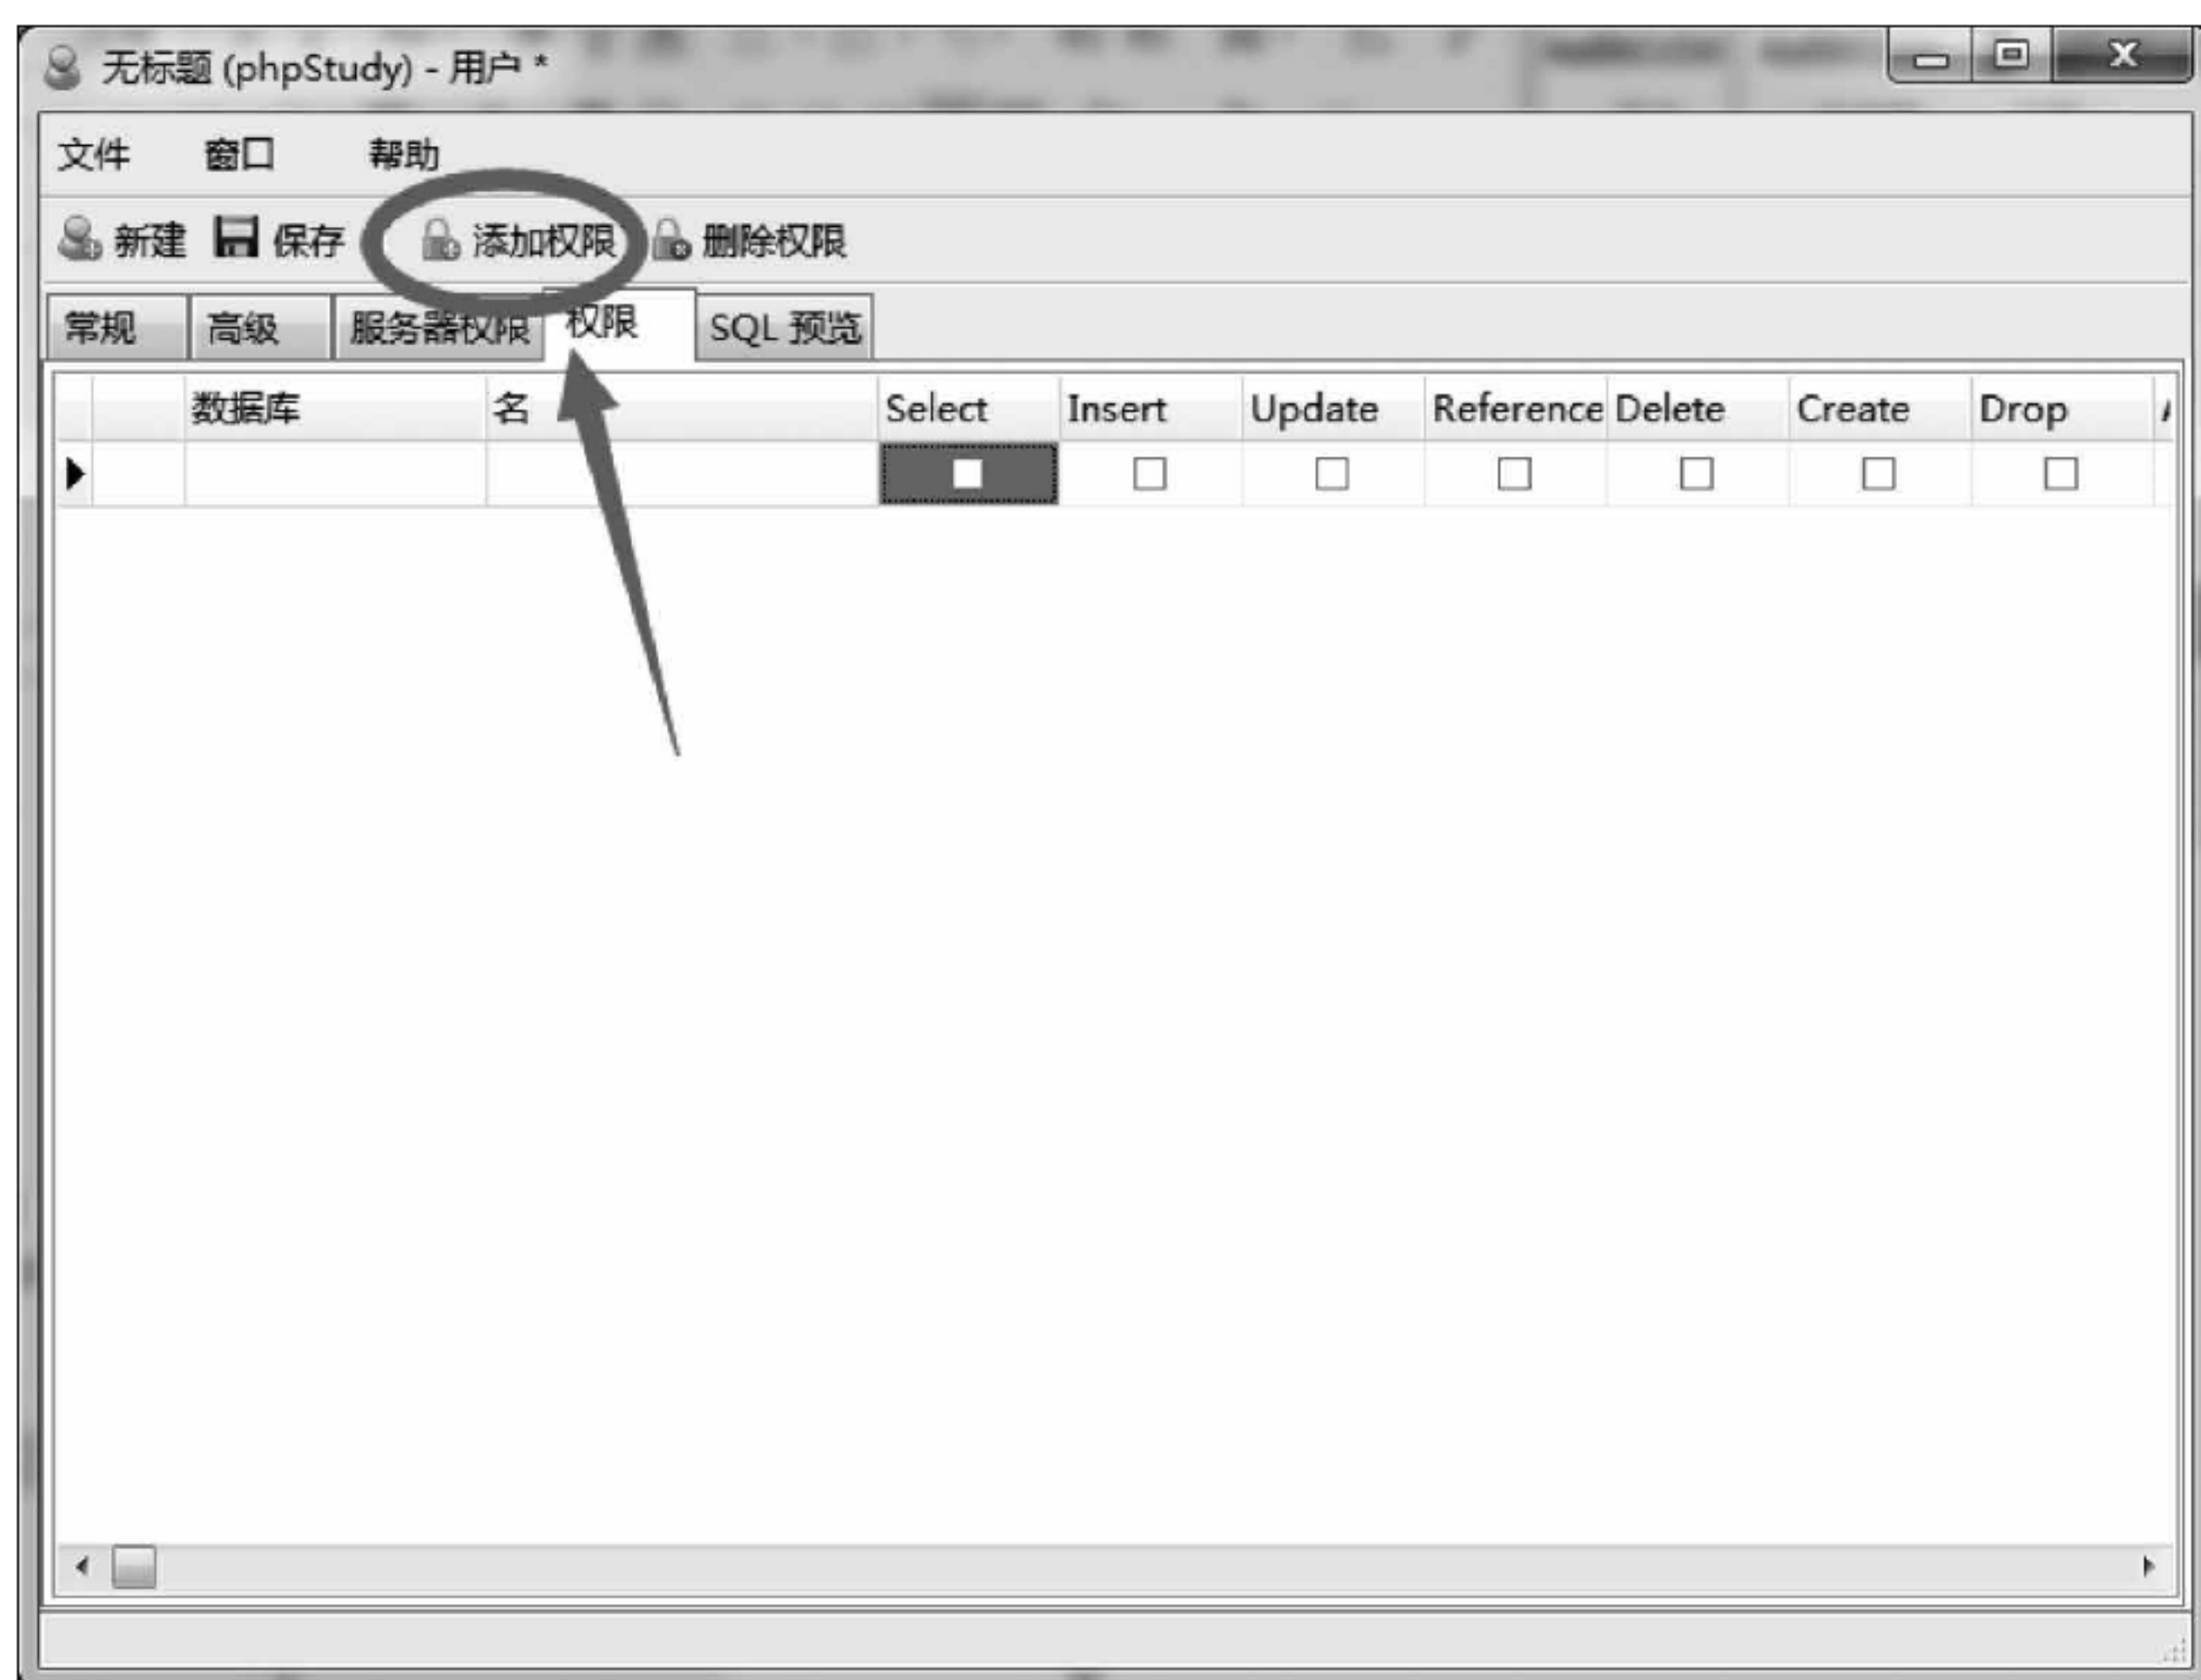 无标题 (phpStudy) - 用户 *
文件 窗口 帮助
新建 保存 添加权限 删除权限
常规 高级 服务器权限 权限 SQL 预览
数据库 名 Select Insert Update Reference Delete Create Drop